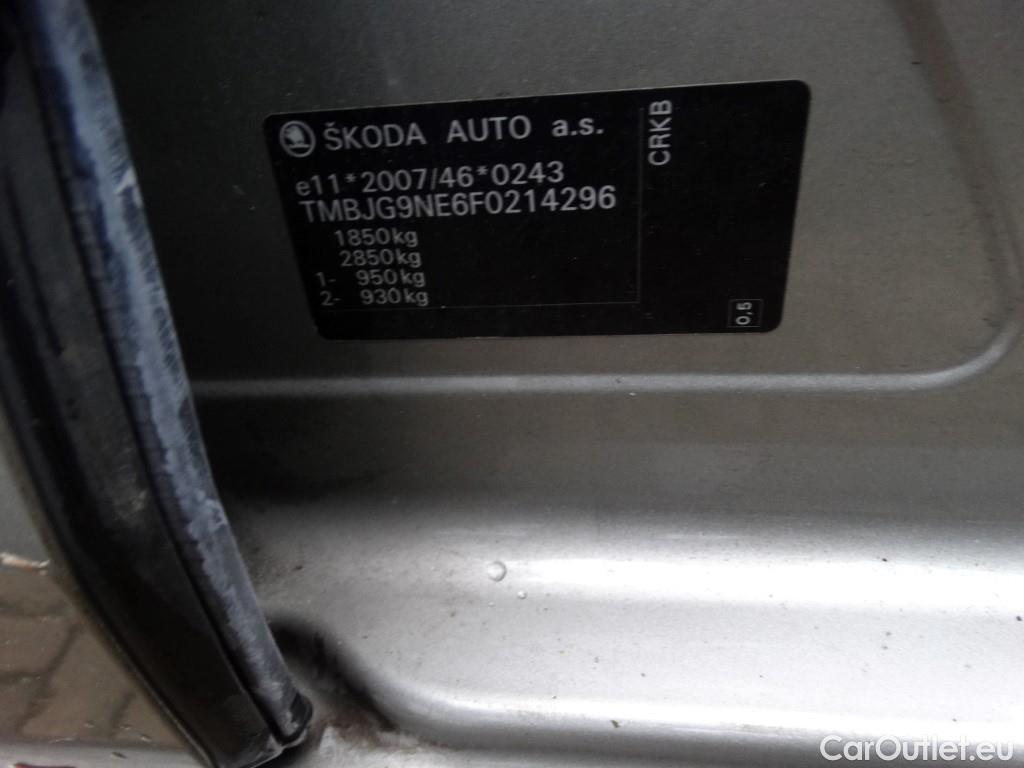 ŠKODA AUTO a.s.
e11*2007/46*0243
TMBJG9NE6F0214296
1850kg
2850kg
1- 950kg
2- 930kg
CRKB
0,5
CarOutlet.eu